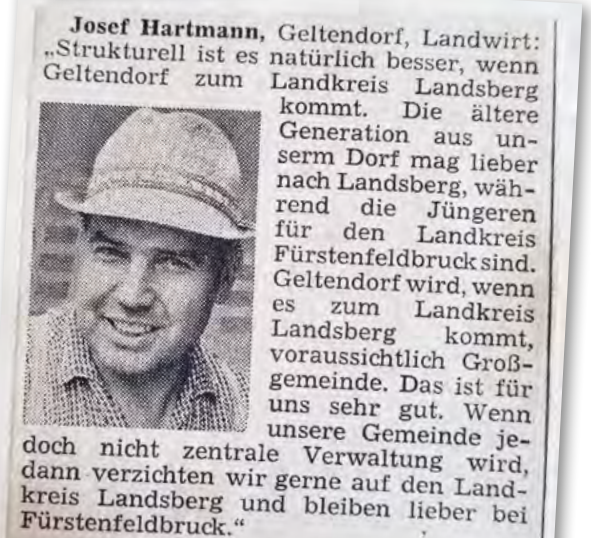 Josef Hartmann, Geltendorf, Landwirt:
„Strukturell ist es natürlich besser, wenn
Geltendorf zum Landkreis Landsberg
kommt. Die ältere
Generation aus un-
serm Dorf mag lieber
nach Landsberg, wäh-
rend die Jüngeren
für den Landkreis
Fürstenfeldbruck sind.
Geltendorf wird, wenn
es zum Landkreis
Landsberg kommt,
voraussichtlich Groß-
gemeinde. Das ist für
uns sehr gut. Wenn
unsere Gemeinde je-
doch nicht zentrale Verwaltung wird,
dann verzichten wir gerne auf den Land-
kreis Landsberg und bleiben lieber bei
Fürstenfeldbruck.“